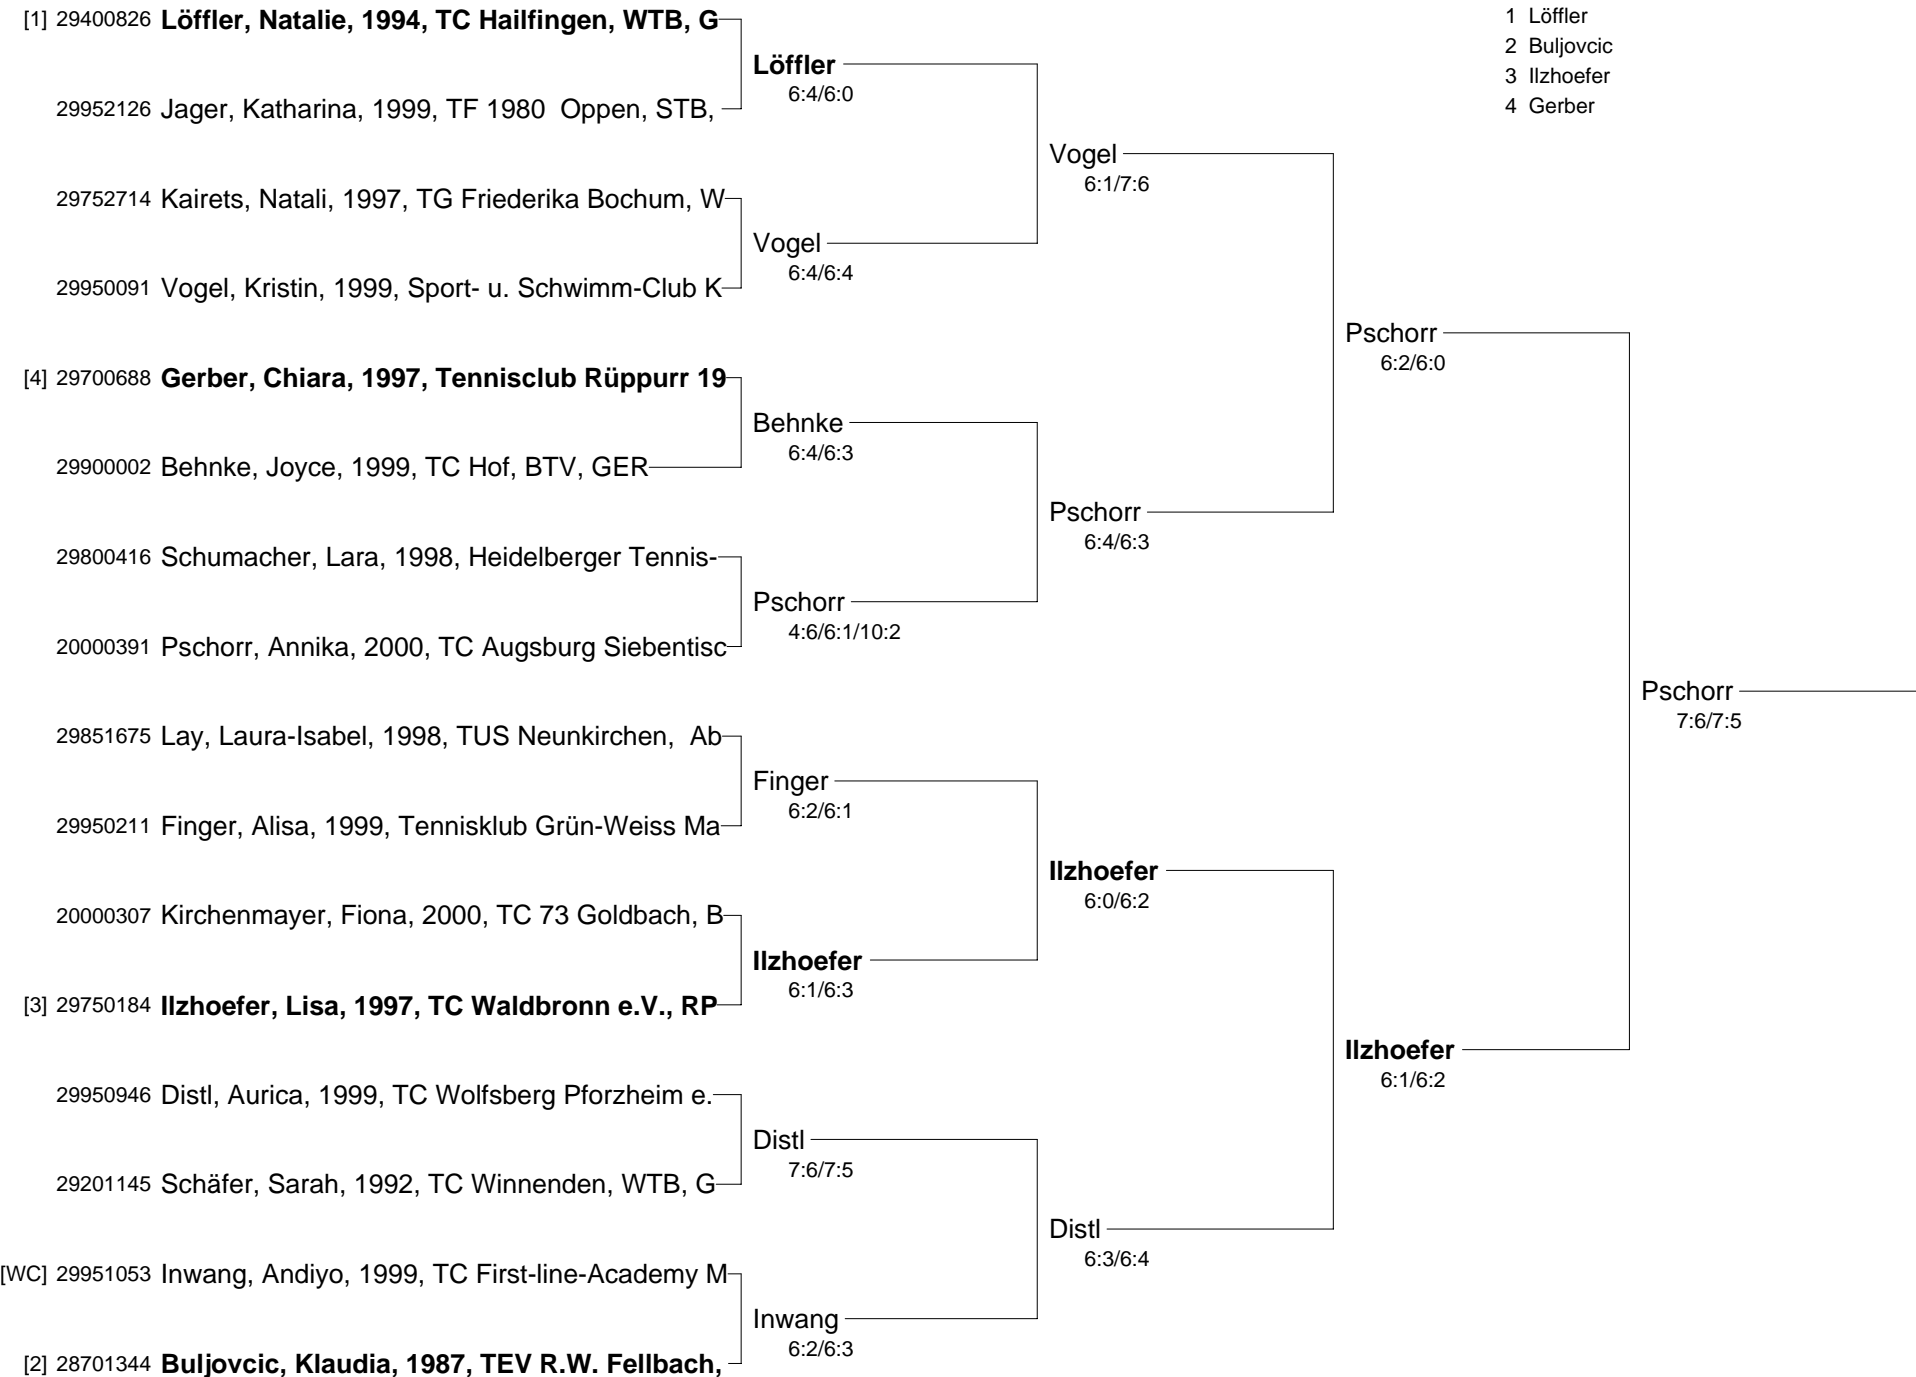 [1] 29400826 Löffler, Natalie, 1994, TC Hailfingen, WTB, G
29952126 Jager, Katharina, 1999, TF 1980  Oppen, STB,
29752714 Kairets, Natali, 1997, TG Friederika Bochum, W
29950091 Vogel, Kristin, 1999, Sport- u. Schwimm-Club K
[4] 29700688 Gerber, Chiara, 1997, Tennisclub Rüppurr 19
29900002 Behnke, Joyce, 1999, TC Hof, BTV, GER
29800416 Schumacher, Lara, 1998, Heidelberger Tennis-
20000391 Pschorr, Annika, 2000, TC Augsburg Siebentisc
29851675 Lay, Laura-Isabel, 1998, TUS Neunkirchen,  Ab
29950211 Finger, Alisa, 1999, Tennisklub Grün-Weiss Ma
20000307 Kirchenmayer, Fiona, 2000, TC 73 Goldbach, B
[3] 29750184 Ilzhoefer, Lisa, 1997, TC Waldbronn e.V., RP
29950946 Distl, Aurica, 1999, TC Wolfsberg Pforzheim e.
29201145 Schäfer, Sarah, 1992, TC Winnenden, WTB, G
[WC] 29951053 Inwang, Andiyo, 1999, TC First-line-Academy M
[2] 28701344 Buljovcic, Klaudia, 1987, TEV R.W. Fellbach,
Löffler
6:4/6:0
Vogel
6:4/6:4
Behnke
6:4/6:3
Pschorr
4:6/6:1/10:2
Finger
6:2/6:1
Ilzhoefer
6:1/6:3
Distl
7:6/7:5
Inwang
6:2/6:3
Vogel
6:1/7:6
Pschorr
6:4/6:3
Ilzhoefer
6:0/6:2
Distl
6:3/6:4
Pschorr
6:2/6:0
Ilzhoefer
6:1/6:2
Pschorr
7:6/7:5
1 Löffler
2 Buljovcic
3 Ilzhoefer
4 Gerber